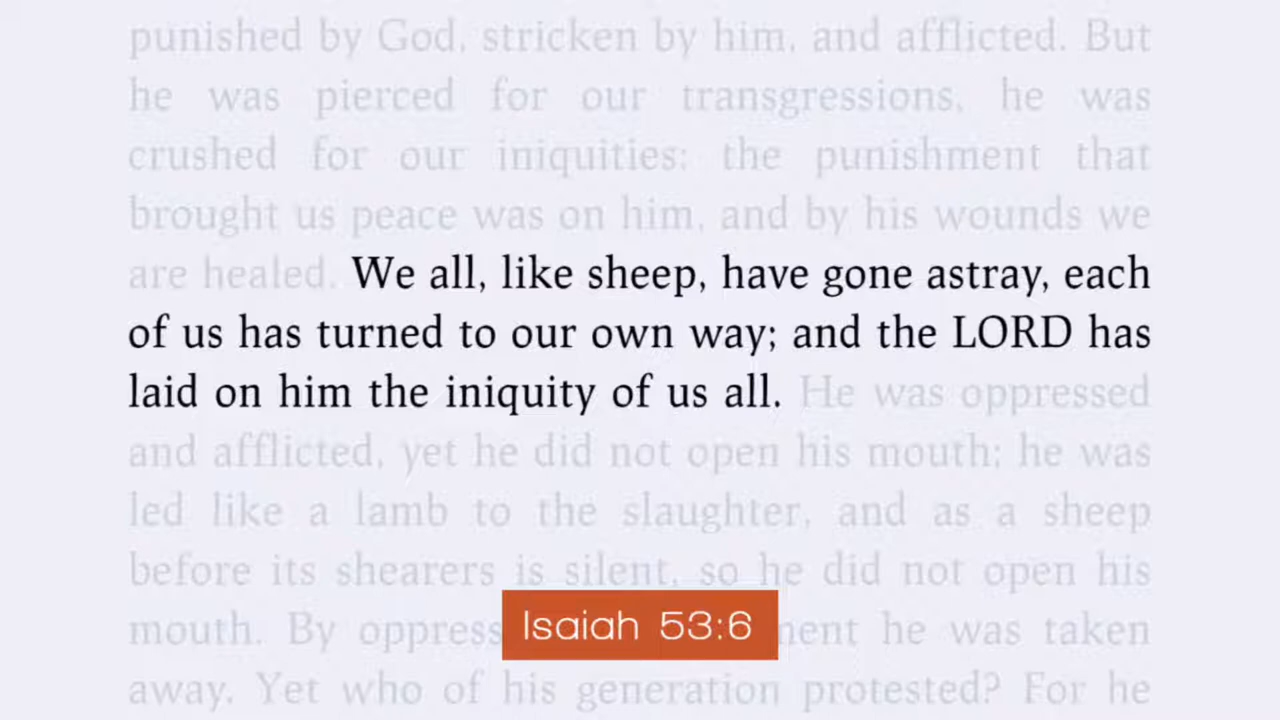 punished by God, stricken by him, and afflicted. But
he was pierced for our transgressions, he was
crushed for our iniquities; the punishment that
brought us peace was on him, and by his wounds we
are healed. We all, like sheep, have gone astray, each
of us has turned to our own way; and the LORD has
laid on him the iniquity of us all. He was oppressed
and afflicted, yet he did not open his mouth; he was
led like a lamb to the slaughter, and as a sheep
before its shearers is silent, so he did not open his
mouth. By oppress ment he was taken
Isaiah 53:6
away. Yet who of his generation protested? For he